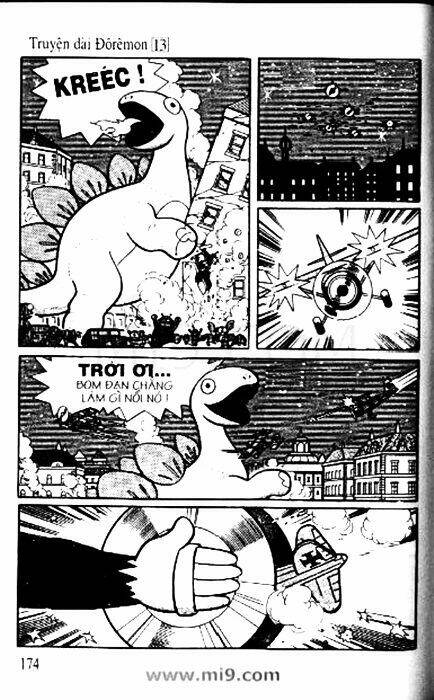 Truyện dài Đôrêmon [13]
KREÉC !
TRỜI ƠI...
BOM ĐẠN CHẲNG
LÀM GÌ NỔI NÓ !
174
www.mi9.com